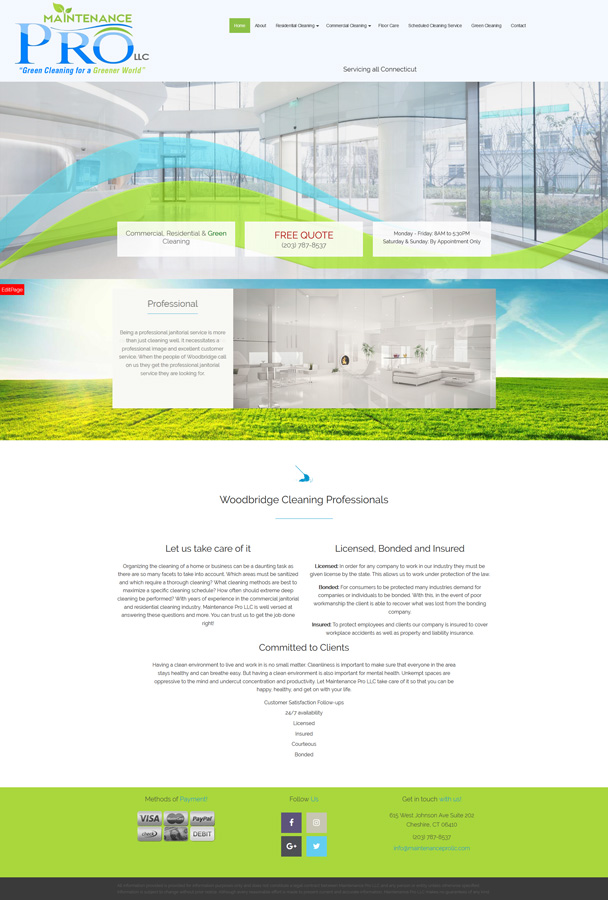 MAINTENANCE
PRO LLC
"Green Cleaning for a Greener World"
Home About Residential Cleaning Commercial Cleaning Floor Care Scheduled Cleaning Service Green Cleaning Contact
Servicing all Connecticut
Commercial, Residential & Green
Cleaning
FREE QUOTE
(203) 787-8537
Monday - Friday: 8AM to 5:30PM
Saturday & Sunday: By Appointment Only
EditPage
Professional
Being a professional janitorial service is more
than just cleaning well. It necessitates a
professional image and excellent customer
service. When the people of Woodbridge call
on us they get the professional janitorial
service they are looking for.
Woodbridge Cleaning Professionals
Let us take care of it
Organizing the cleaning of a home or business can be a daunting task as
there are so many facets to take into account. Which areas must be sanitized
and which require a thorough cleaning? What cleaning methods are best to
maximize a specific cleaning schedule? How often should extreme deep
cleaning be performed? With years of experience in the commercial janitorial
and residential cleaning industry, Maintenance Pro LLC is well versed at
answering these questions and more. You can trust us to get the job done
right!
Licensed, Bonded and Insured
Licensed: In order for any company to work in our industry they must be
given license by the state. This allows us to work under protection of the law.
Bonded: For consumers to be protected many industries demand for
companies or individuals to be bonded. With this, in the event of poor
workmanship the client is able to recover what was lost from the bonding
company.
Insured: To protect employees and clients our company is insured to cover
workplace accidents as well as property and liability insurance
Committed to Clients
Having a clean environment to live and work in is no small matter. Cleanliness is important to make sure that everyone in the area
stays healthy and can breathe easy. But having a clean environment is also important for mental health. Unkempt spaces are
oppressive to the mind and undercut concentration and productivity. Let Maintenance Pro LLC take care of it so that you can be
happy, healthy, and get on with your life.
Customer Satisfaction Follow-ups
24/7 availability
Licensed
Insured
Courteous
Bonded
Methods of Payment!
VISA PayPal
check DEBIT
Follow Us
Get in touch with us!
615 West Johnson Ave Suite 202
Cheshire, CT 06410
(203) 787-8537
info@maintenanceprollc.com